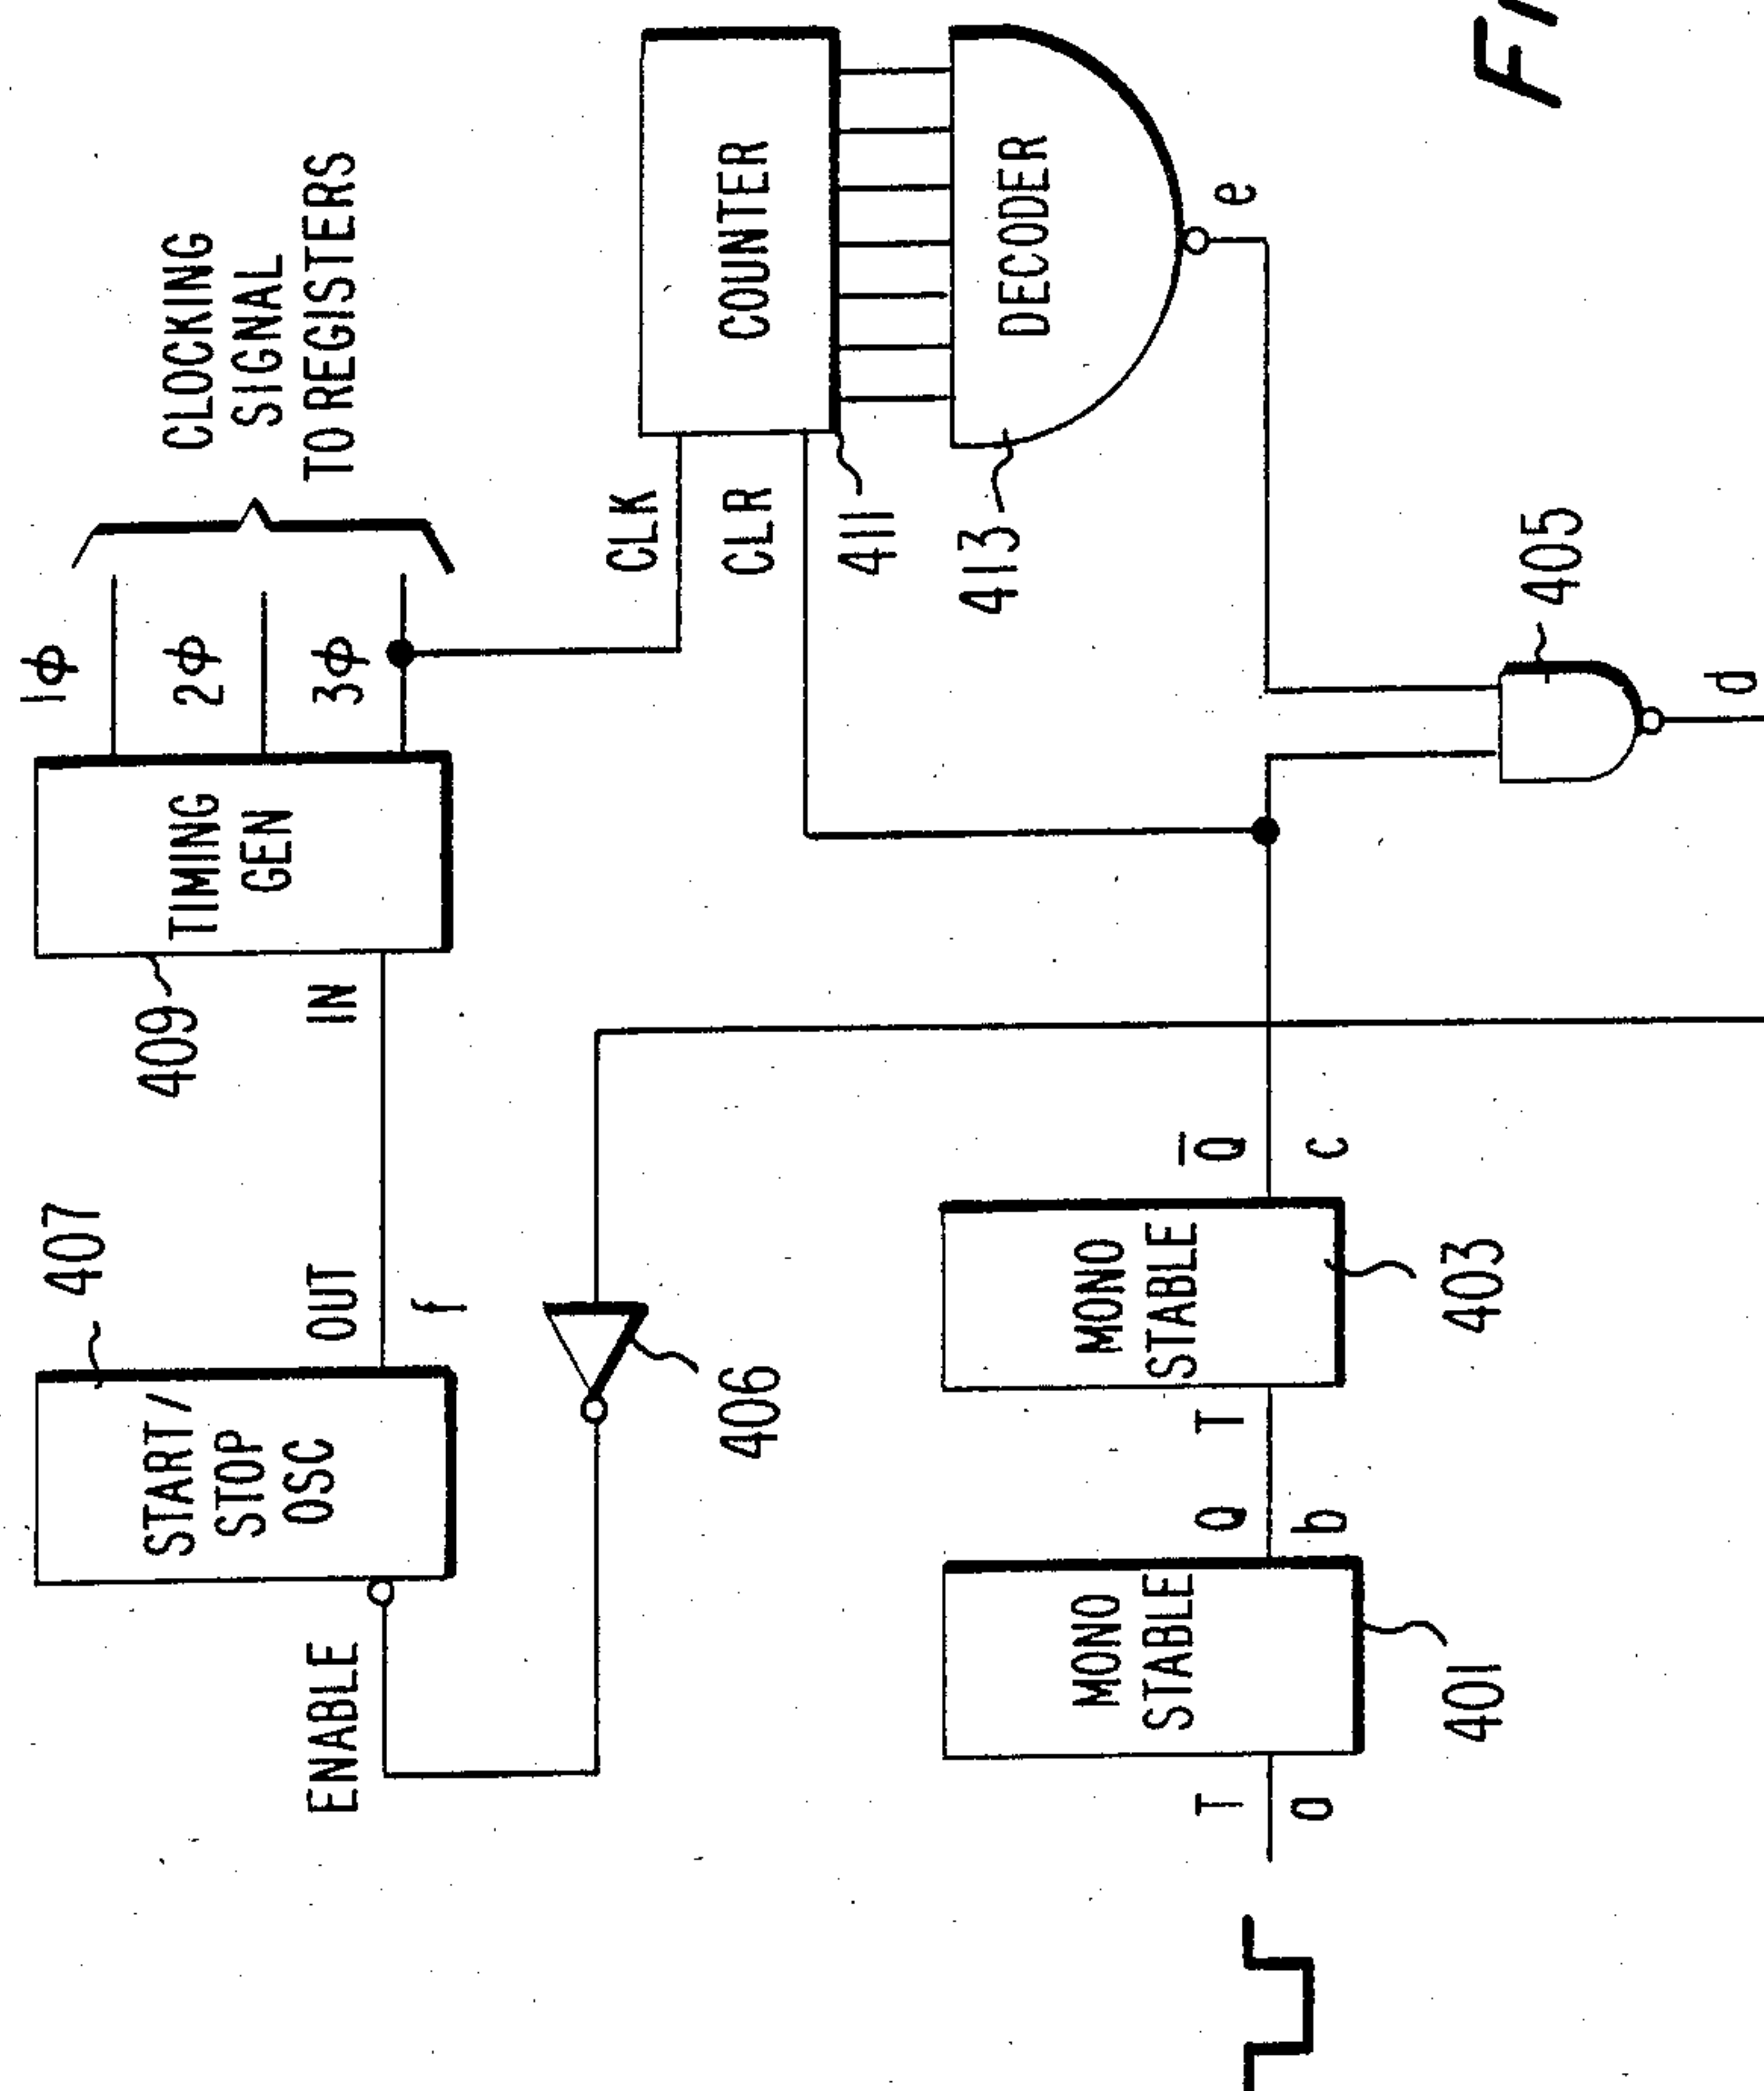 CLOCKING
SIGNAL
TO REGISTERS
1ϕ
2ϕ
3ϕ
TIMING
GEN
409
IN
407
OUT
f
START/
STOP
OSC
ENABLE
406
COUNTER
CLK
CLR
411
DECODER
413
e
405
d
Q̅
c
MONO
STABLE
403
T
Q
b
MONO
STABLE
401
T
a